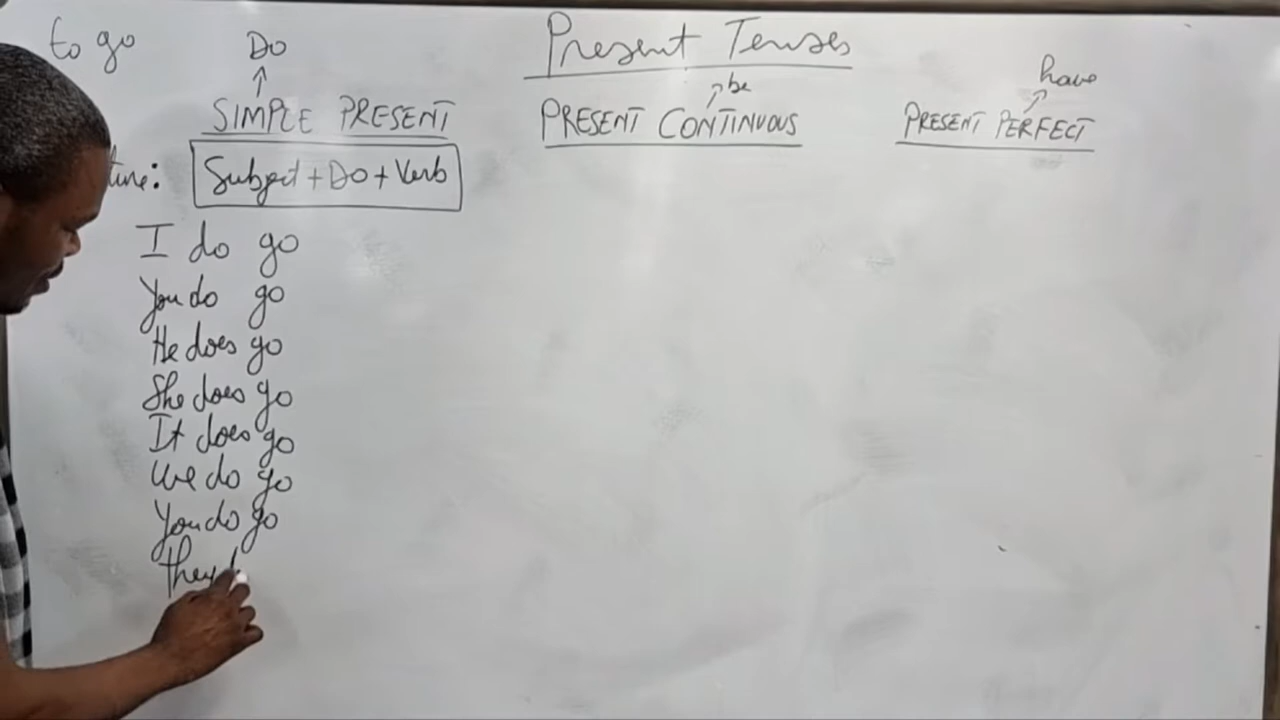 to go
Do
Present Tenses
be
have
SIMPLE PRESENT
PRESENT CONTINUOUS
PRESENT PERFECT
Subject + Do + Verb
I do go
You do go
He does go
She does go
It does go
We do go
You do go
They